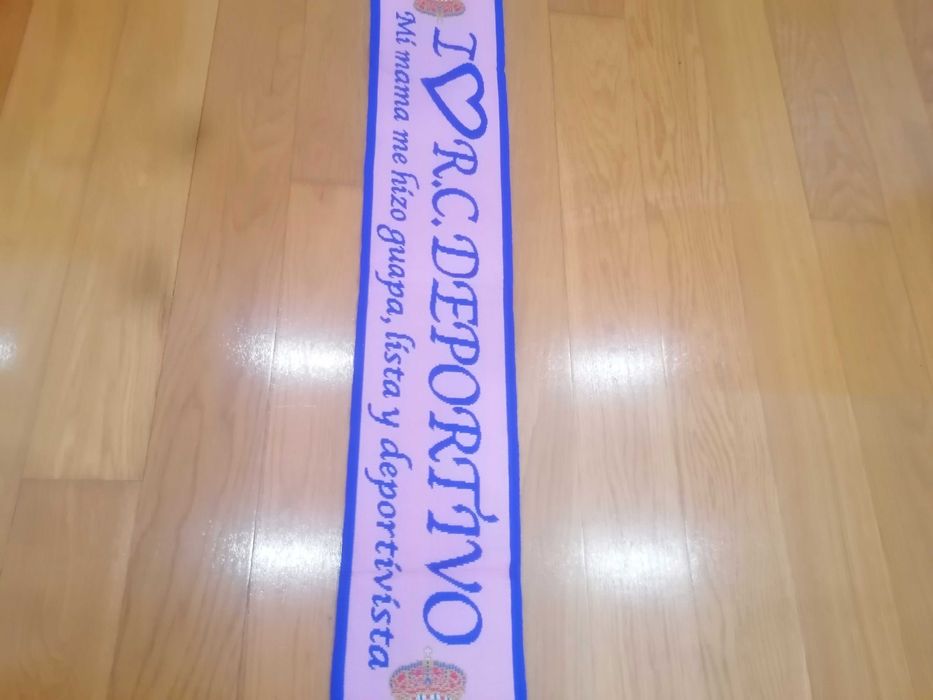 I ♡ R.C. DEPORTIVO
Mi mama me hizo guapa, lista y deportivista